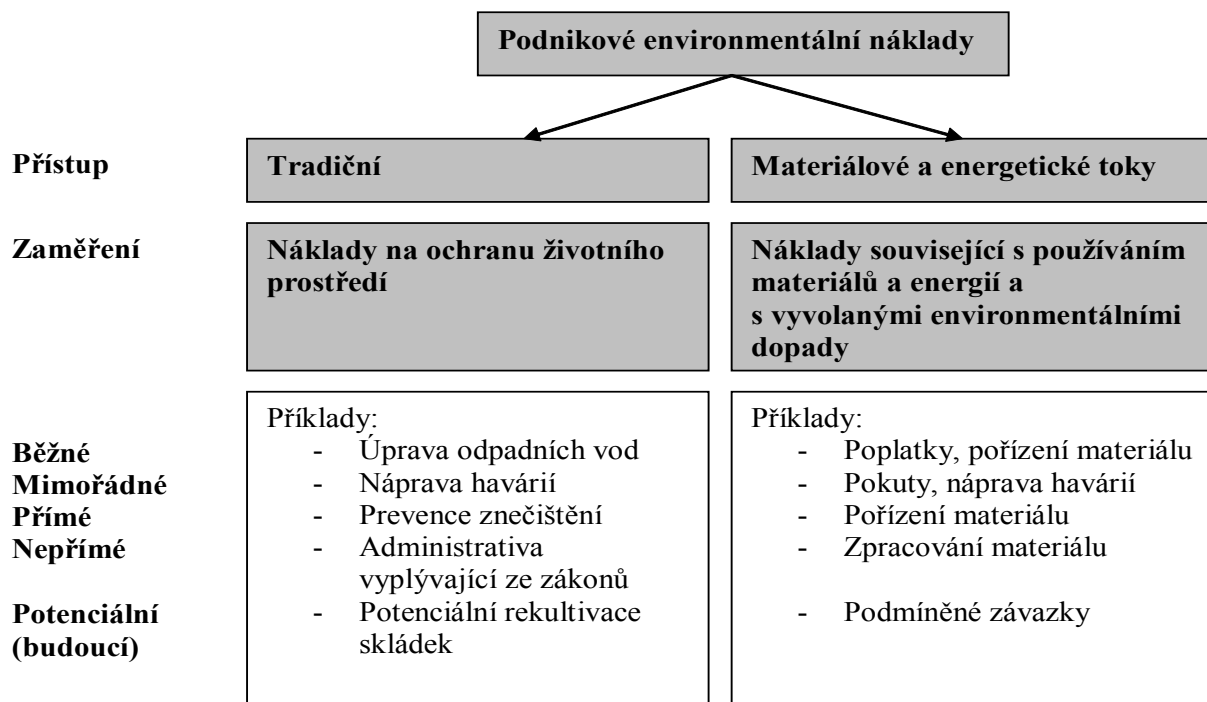 Podnikové environmentální náklady
Přístup
Tradiční
Materiálové a energetické toky
Zaměření
Náklady na ochranu životního
prostředí
Náklady související s používáním
materiálů a energií a
s vyvolanými environmentálními
dopady
Běžné
Mimořádné
Přímé
Nepřímé
Potenciální
(budoucí)
Příklady:
- Úprava odpadních vod
- Náprava havárií
- Prevence znečištění
- Administrativa
vyplývající ze zákonů
- Potenciální rekultivace
skládek
Příklady:
- Poplatky, pořízení materiálu
- Pokuty, náprava havárií
- Pořízení materiálu
- Zpracování materiálu
- Podmíněné závazky